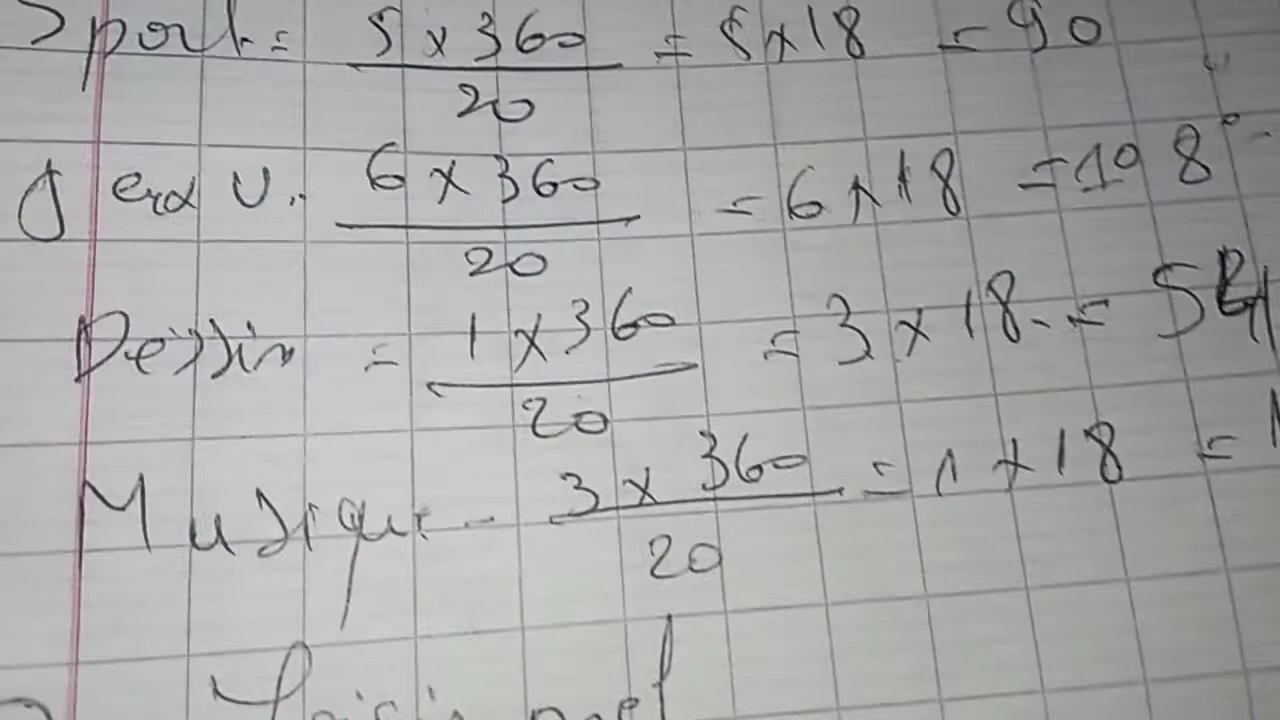 Sport = 5 x 360 / 20 = 5 x 18 = 90
Jeux V. 6 x 360 / 20 = 6 x 18 = 108°
Dessin = 1 x 360 / 20 = 3 x 18 = 54
Musique - 3 x 360 / 20 = 1 x 18 = 1